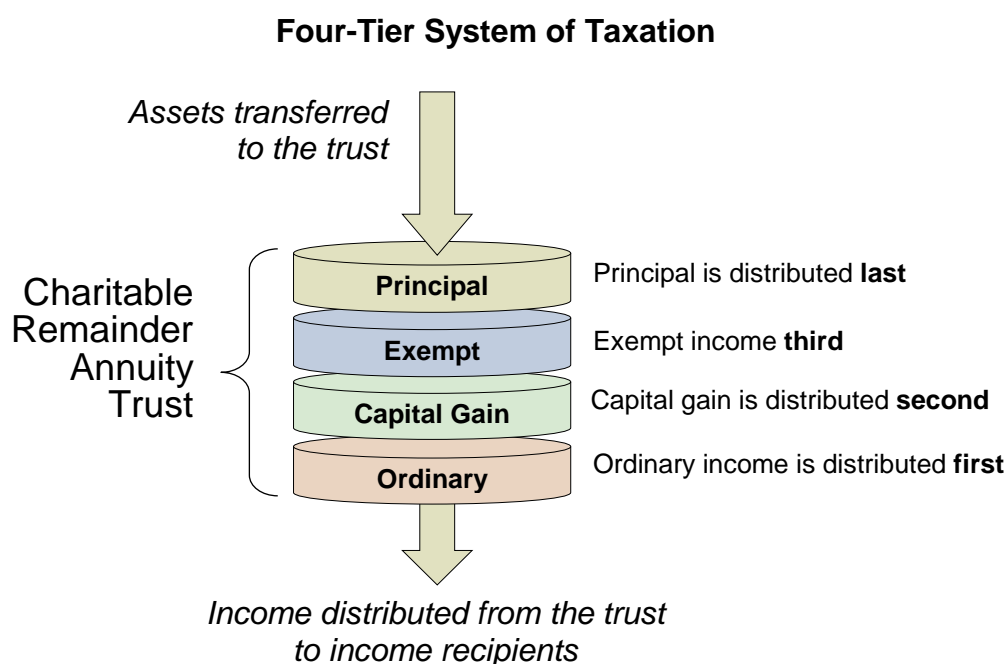 Four-Tier System of Taxation
Assets transferred
to the trust
Charitable
Remainder
Annuity
Trust
Principal
Principal is distributed last
Exempt
Exempt income third
Capital Gain
Capital gain is distributed second
Ordinary
Ordinary income is distributed first
Income distributed from the trust
to income recipients